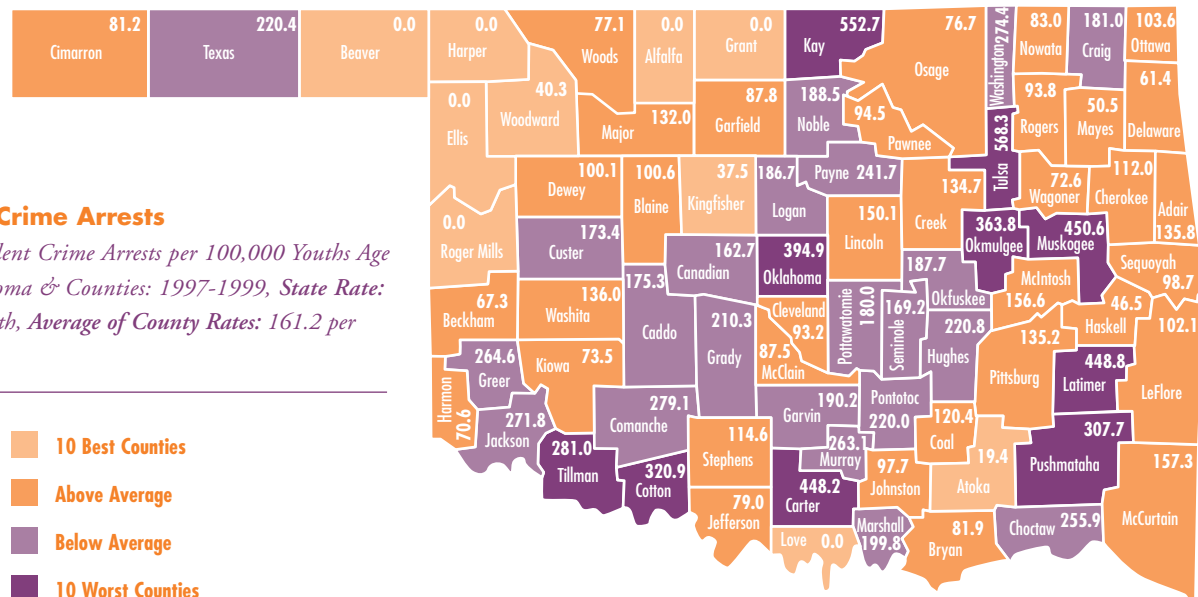 81.2
Cimarron
220.4
Texas
0.0
Beaver
0.0
Harper
77.1
Woods
0.0
Alfalfa
0.0
Grant
552.7
Kay
76.7
Osage
Washington 274.4
83.0
Nowata
181.0
Craig
103.6
Ottawa
0.0
Ellis
40.3
Woodward
132.0
Major
87.8
Garfield
188.5
Noble
94.5
Pawnee
568.3
Tulsa
93.8
Rogers
50.5
Mayes
61.4
Delaware
0.0
Roger Mills
100.1
Dewey
100.6
Blaine
37.5
Kingfisher
186.7
Logan
Payne 241.7
150.1
Lincoln
134.7
Creek
72.6
Wagoner
112.0
Cherokee
Adair
135.8
173.4
Custer
162.7
Canadian
394.9
Oklahoma
363.8
Okmulgee
450.6
Muskogee
Sequoyah
98.7
67.3
Beckham
136.0
Washita
175.3
Caddo
210.3
Grady
Cleveland
93.2
87.5
McClain
Pottawatomie 180.0
169.2
Seminole
187.7
Okfuskee
McIntosh
156.6
46.5
Haskell
102.1
LeFlore
264.6
Greer
Harmon
70.6
73.5
Kiowa
271.8
Jackson
279.1
Comanche
190.2
Garvin
Pontotoc
220.0
220.8
Hughes
135.2
Pittsburg
448.8
Latimer
281.0
Tillman
320.9
Cotton
114.6
Stephens
79.0
Jefferson
263.1
Murray
448.2
Carter
97.7
Johnston
120.4
Coal
19.4
Atoka
307.7
Pushmataha
157.3
McCurtain
Love 0.0
Marshall
199.8
81.9
Bryan
Choctaw 255.9
Crime Arrests
lent Crime Arrests per 100,000 Youths Age
oma & Counties: 1997-1999, State Rate:
th, Average of County Rates: 161.2 per
10 Best Counties
Above Average
Below Average
10 Worst Counties